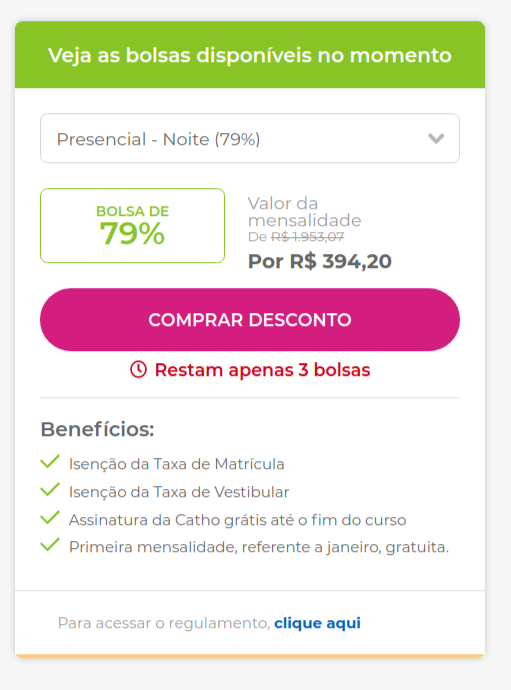 Veja as bolsas disponíveis no momento
Presencial - Noite (79%)
BOLSA DE
79%
Valor da
mensalidade
De R$ 1.953,07
Por R$ 394,20
COMPRAR DESCONTO
Restam apenas 3 bolsas
Benefícios:
Isenção da Taxa de Matrícula
Isenção da Taxa de Vestibular
Assinatura da Catho grátis até o fim do curso
Primeira mensalidade, referente a janeiro, gratuita.
Para acessar o regulamento, clique aqui